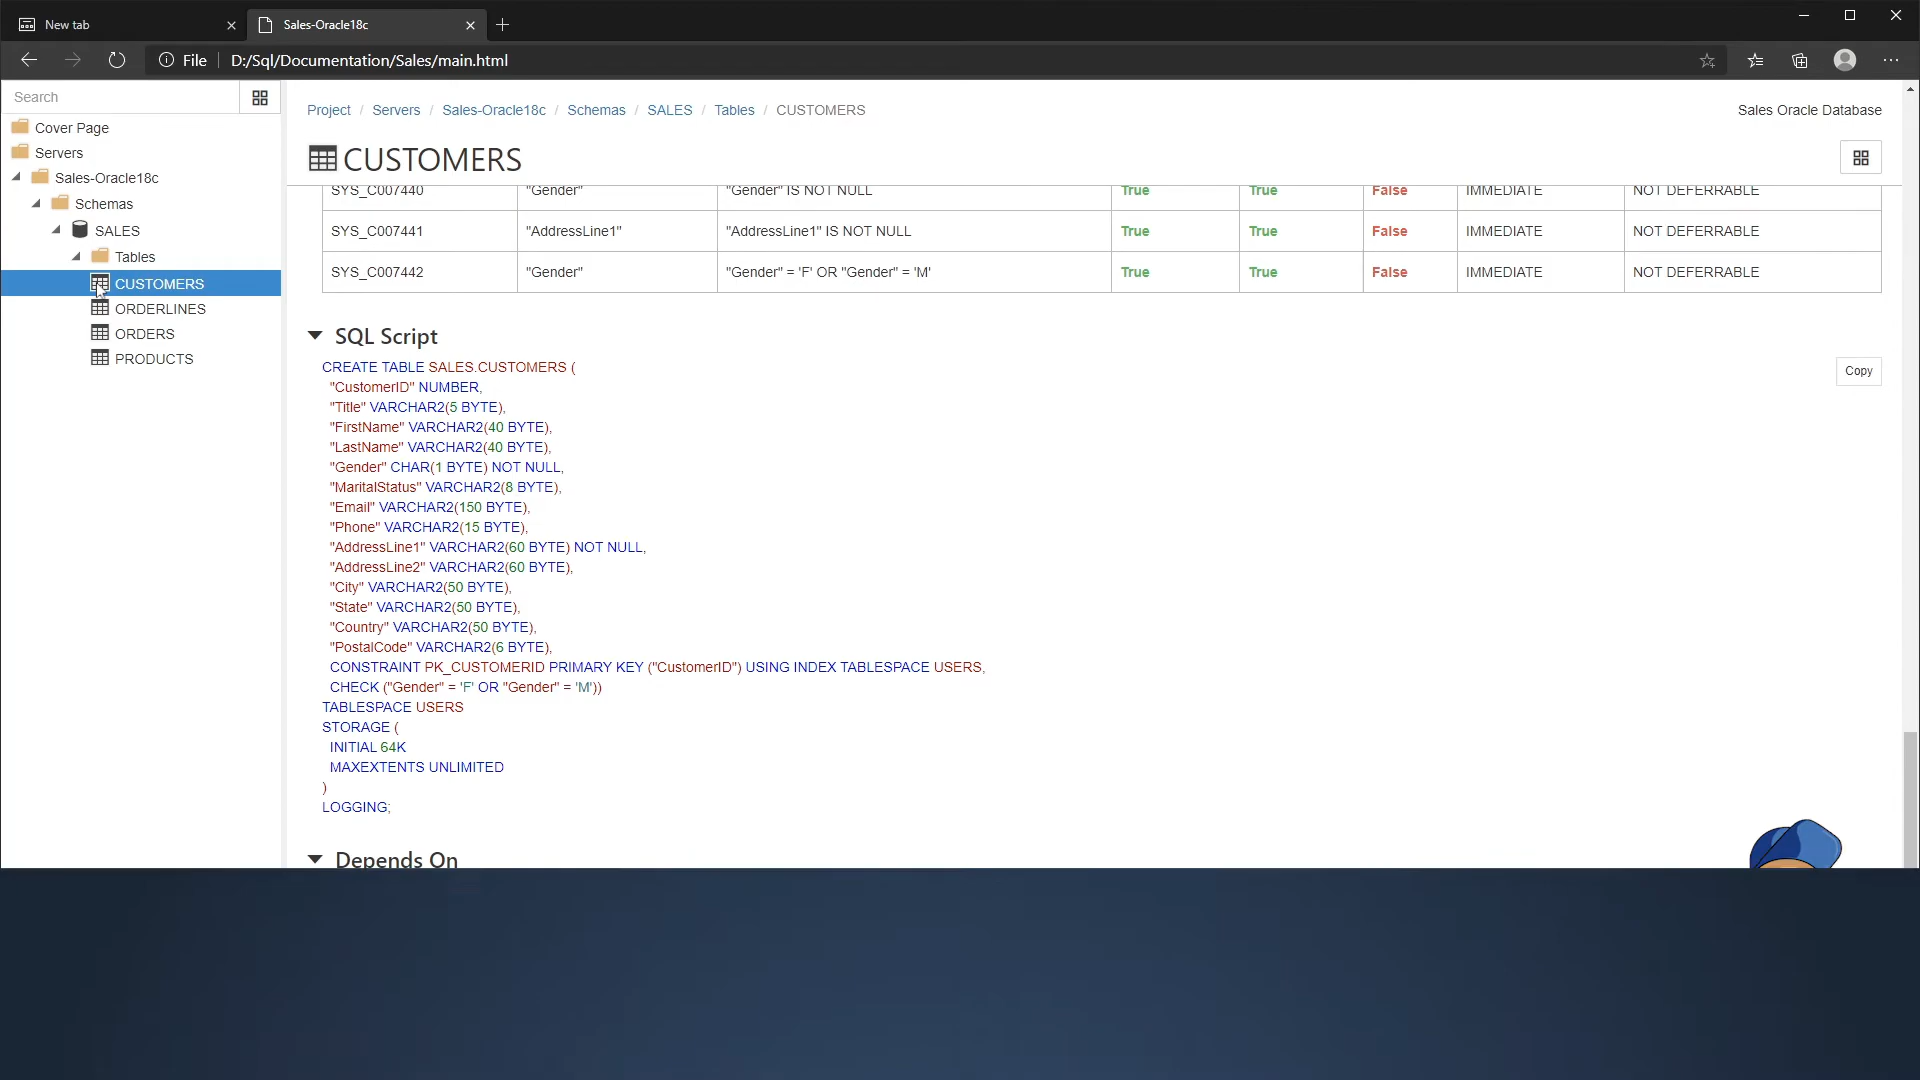 New tab
Sales-Oracle18c
File
D:/Sql/Documentation/Sales/main.html
Search
Cover Page
Servers
Sales-Oracle18c
Schemas
SALES
Tables
CUSTOMERS
ORDERLINES
ORDERS
PRODUCTS
Project / Servers / Sales-Oracle18c / Schemas / SALES / Tables / CUSTOMERS
Sales Oracle Database
CUSTOMERS
SYS_C007440 "Gender" "Gender" IS NOT NULL True True False IMMEDIATE NOT DEFERRABLE
SYS_C007441 "AddressLine1" "AddressLine1" IS NOT NULL True True False IMMEDIATE NOT DEFERRABLE
SYS_C007442 "Gender" "Gender" = 'F' OR "Gender" = 'M' True True False IMMEDIATE NOT DEFERRABLE
SQL Script
Copy
CREATE TABLE SALES.CUSTOMERS (
"CustomerID" NUMBER,
"Title" VARCHAR2(5 BYTE),
"FirstName" VARCHAR2(40 BYTE),
"LastName" VARCHAR2(40 BYTE),
"Gender" CHAR(1 BYTE) NOT NULL,
"MaritalStatus" VARCHAR2(8 BYTE),
"Email" VARCHAR2(150 BYTE),
"Phone" VARCHAR2(15 BYTE),
"AddressLine1" VARCHAR2(60 BYTE) NOT NULL,
"AddressLine2" VARCHAR2(60 BYTE),
"City" VARCHAR2(50 BYTE),
"State" VARCHAR2(50 BYTE),
"Country" VARCHAR2(50 BYTE),
"PostalCode" VARCHAR2(6 BYTE),
CONSTRAINT PK_CUSTOMERID PRIMARY KEY ("CustomerID") USING INDEX TABLESPACE USERS,
CHECK ("Gender" = 'F' OR "Gender" = 'M'))
TABLESPACE USERS
STORAGE (
INITIAL 64K
MAXEXTENTS UNLIMITED
)
LOGGING;
Depends On